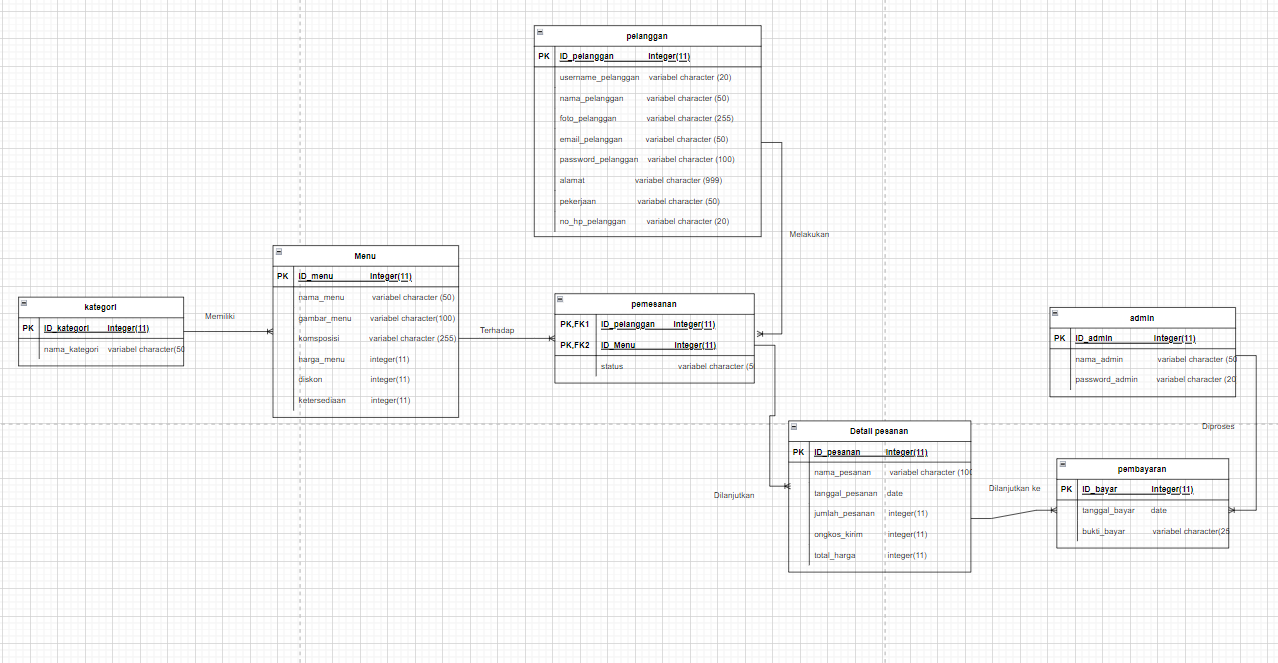 pelanggan
PK ID_pelanggan Integer(11)
username_pelanggan variabel character (20)
nama_pelanggan variabel character (50)
foto_pelanggan variabel character (255)
email_pelanggan variabel character (50)
password_pelanggan variabel character (100)
alamat variabel character (999)
pekerjaan variabel character (50)
no_hp_pelanggan variabel character (20)
Melakukan
Menu
PK ID_menu Integer(11)
nama_menu variabel character (50)
gambar_menu variabel character(100)
komsposisi variabel character (255)
harga_menu integer(11)
diskon integer(11)
ketersediaan integer(11)
kategori
PK ID_kategori Integer(11)
nama_kategori variabel character(50
Memiliki
Terhadap
pemesanan
PK,FK1 ID_pelanggan Integer(11)
PK,FK2 ID_Menu Integer(11)
status variabel character (5
admin
PK ID_admin Integer(11)
nama_admin variabel character (50
password_admin variabel character (20
Diproses
Detail pesanan
PK ID_pesanan Integer(11)
nama_pesanan variabel character (100
tanggal_pesanan date
jumlah_pesanan integer(11)
ongkos_kirim integer(11)
total_harga integer(11)
Dilanjutkan
Dilanjutkan ke
pembayaran
PK ID_bayar Integer(11)
tanggal_bayar date
bukti_bayar variabel character(25